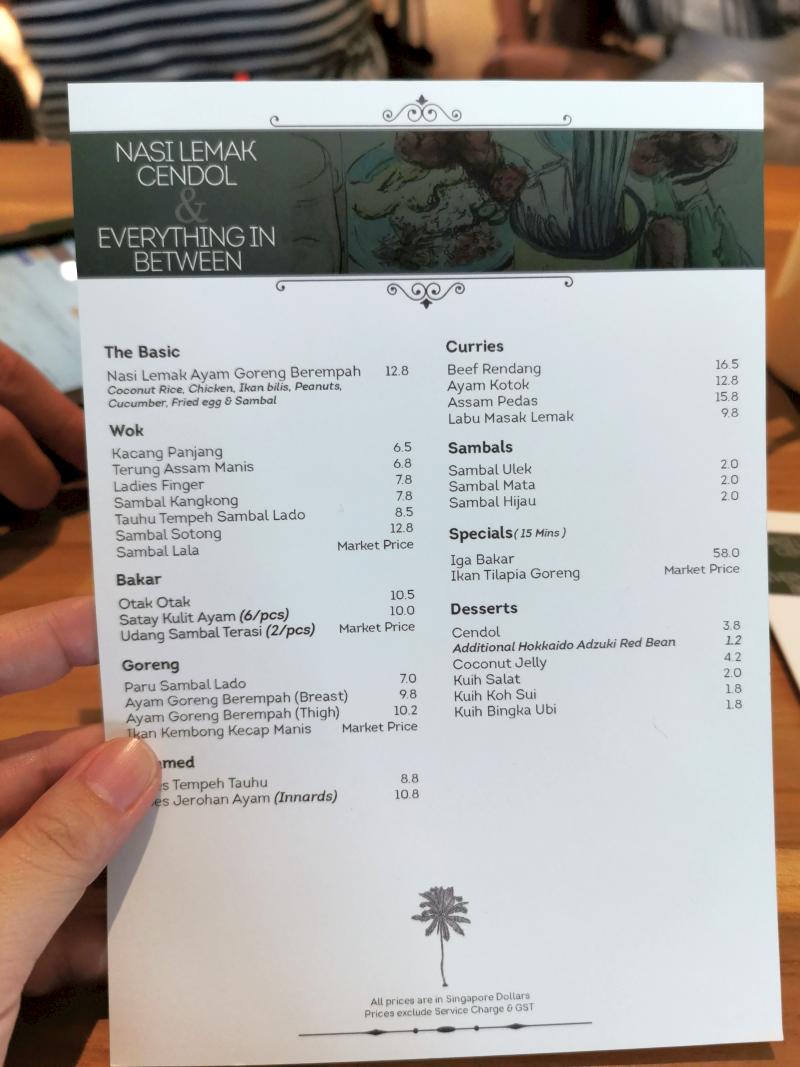 NASI LEMAK
CENDOL
&
EVERYTHING IN
BETWEEN
The Basic
Nasi Lemak Ayam Goreng Berempah 12.8
Coconut Rice, Chicken, Ikan bilis, Peanuts,
Cucumber, Fried egg & Sambal
Wok
Kacang Panjang 6.5
Terung Assam Manis 6.8
Ladies Finger 7.8
Sambal Kangkong 7.8
Tauhu Tempeh Sambal Lado 8.5
Sambal Sotong 12.8
Sambal Lala Market Price
Bakar
Otak Otak 10.5
Satay Kulit Ayam (6/pcs) 10.0
Udang Sambal Terasi (2/pcs) Market Price
Goreng
Paru Sambal Lado 7.0
Ayam Goreng Berempah (Breast) 9.8
Ayam Goreng Berempah (Thigh) 10.2
Ikan Kembong Kecap Manis Market Price
med
es Tempeh Tauhu 8.8
es Jerohan Ayam (Innards) 10.8
Curries
Beef Rendang 16.5
Ayam Kotok 12.8
Assam Pedas 15.8
Labu Masak Lemak 9.8
Sambals
Sambal Ulek 2.0
Sambal Mata 2.0
Sambal Hijau 2.0
Specials (15 Mins)
Iga Bakar 58.0
Ikan Tilapia Goreng Market Price
Desserts
Cendol 3.8
Additional Hokkaido Adzuki Red Bean 1.2
Coconut Jelly 4.2
Kuih Salat 2.0
Kuih Koh Sui 1.8
Kuih Bingka Ubi 1.8
All prices are in Singapore Dollars
Prices exclude Service Charge & GST